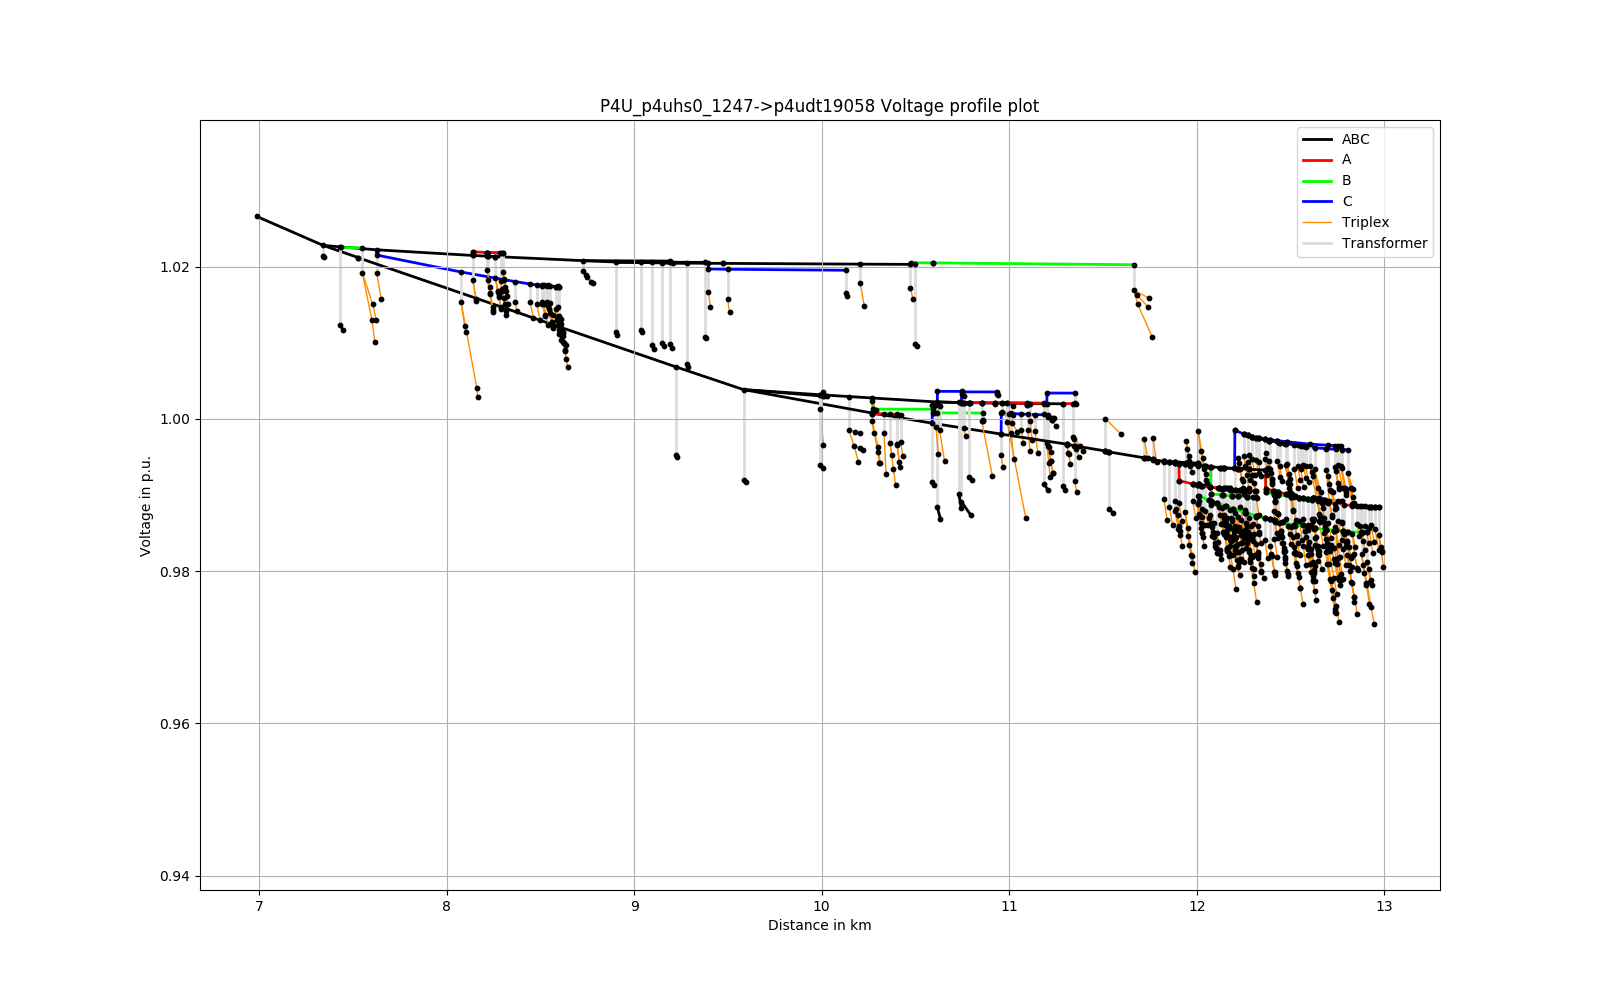 P4U_p4uhs0_1247->p4udt19058 Voltage profile plot
ABC
A
B
C
Triplex
Transformer
Voltage in p.u.
1.02
1.00
0.98
0.96
0.94
7 8 9 10 11 12 13
Distance in km